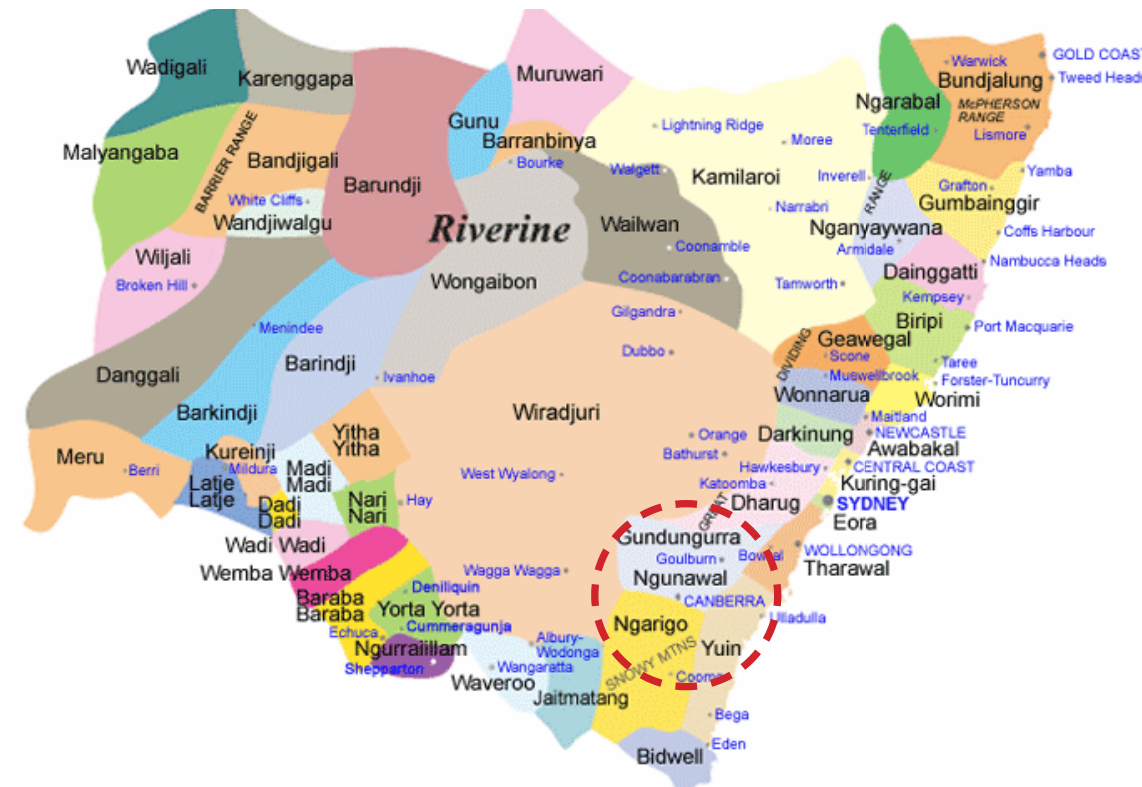 Wadigali
Karenggapa
Muruwari
Ngarabal
Warwick
GOLD COAS
Bundjalung
Tweed Heads
McPHERSON
RANGE
Tenterfield
Lismore
Malyangaba
BARRIER RANGE
Bandjigali
Barundji
Gunu
Barranbinya
Bourke
Lightning Ridge
Moree
Walgett
Kamilaroi
Inverell
RANGE
Yamba
Grafton
Gumbainggir
White Cliffs
Wandjiwalgu
Riverine
Wailwan
Narrabri
Nganyaywana
Armidale
Coffs Harbour
Coonamble
Wiljali
Broken Hill
Wongaibon
Coonabarabran
Tamworth
Dainggatti
Nambucca Heads
Kempsey
Gilgandra
Biripi
Port Macquarie
Menindee
Danggali
Barindji
Ivanhoe
Dubbo
DIVIDING
Geawegal
Scone
Taree
Muswellbrook
Forster-Tuncurry
Wonnarua
Worimi
Barkindji
Wiradjuri
Maitland
Yitha
Yitha
Orange
Darkinung
NEWCASTLE
Awabakal
Meru
Berri
Kureinji
Mildura
Madi
Madi
Latje
Latje
Bathurst
Hawkesbury
CENTRAL COAST
West Wyalong
Katoomba
Kuring-gai
Dadi
Dadi
Nari
Nari
Hay
GREAT
Dharug
SYDNEY
Eora
Wadi Wadi
Gundungurra
Goulburn
Bowral
WOLLONGONG
Tharawal
Wemba Wemba
Wagga Wagga
Ngunawal
Baraba
Baraba
Deniliquin
Yorta Yorta
CANBERRA
Ulladulla
Echuca
Cummeragunja
Ngarigo
Ngurraiillam
Albury-
Wodonga
Yuin
Shepparton
Wangaratta
SNOWY MTNS
Cooma
Waveroo
Jaitmatang
Bega
Eden
Bidwell